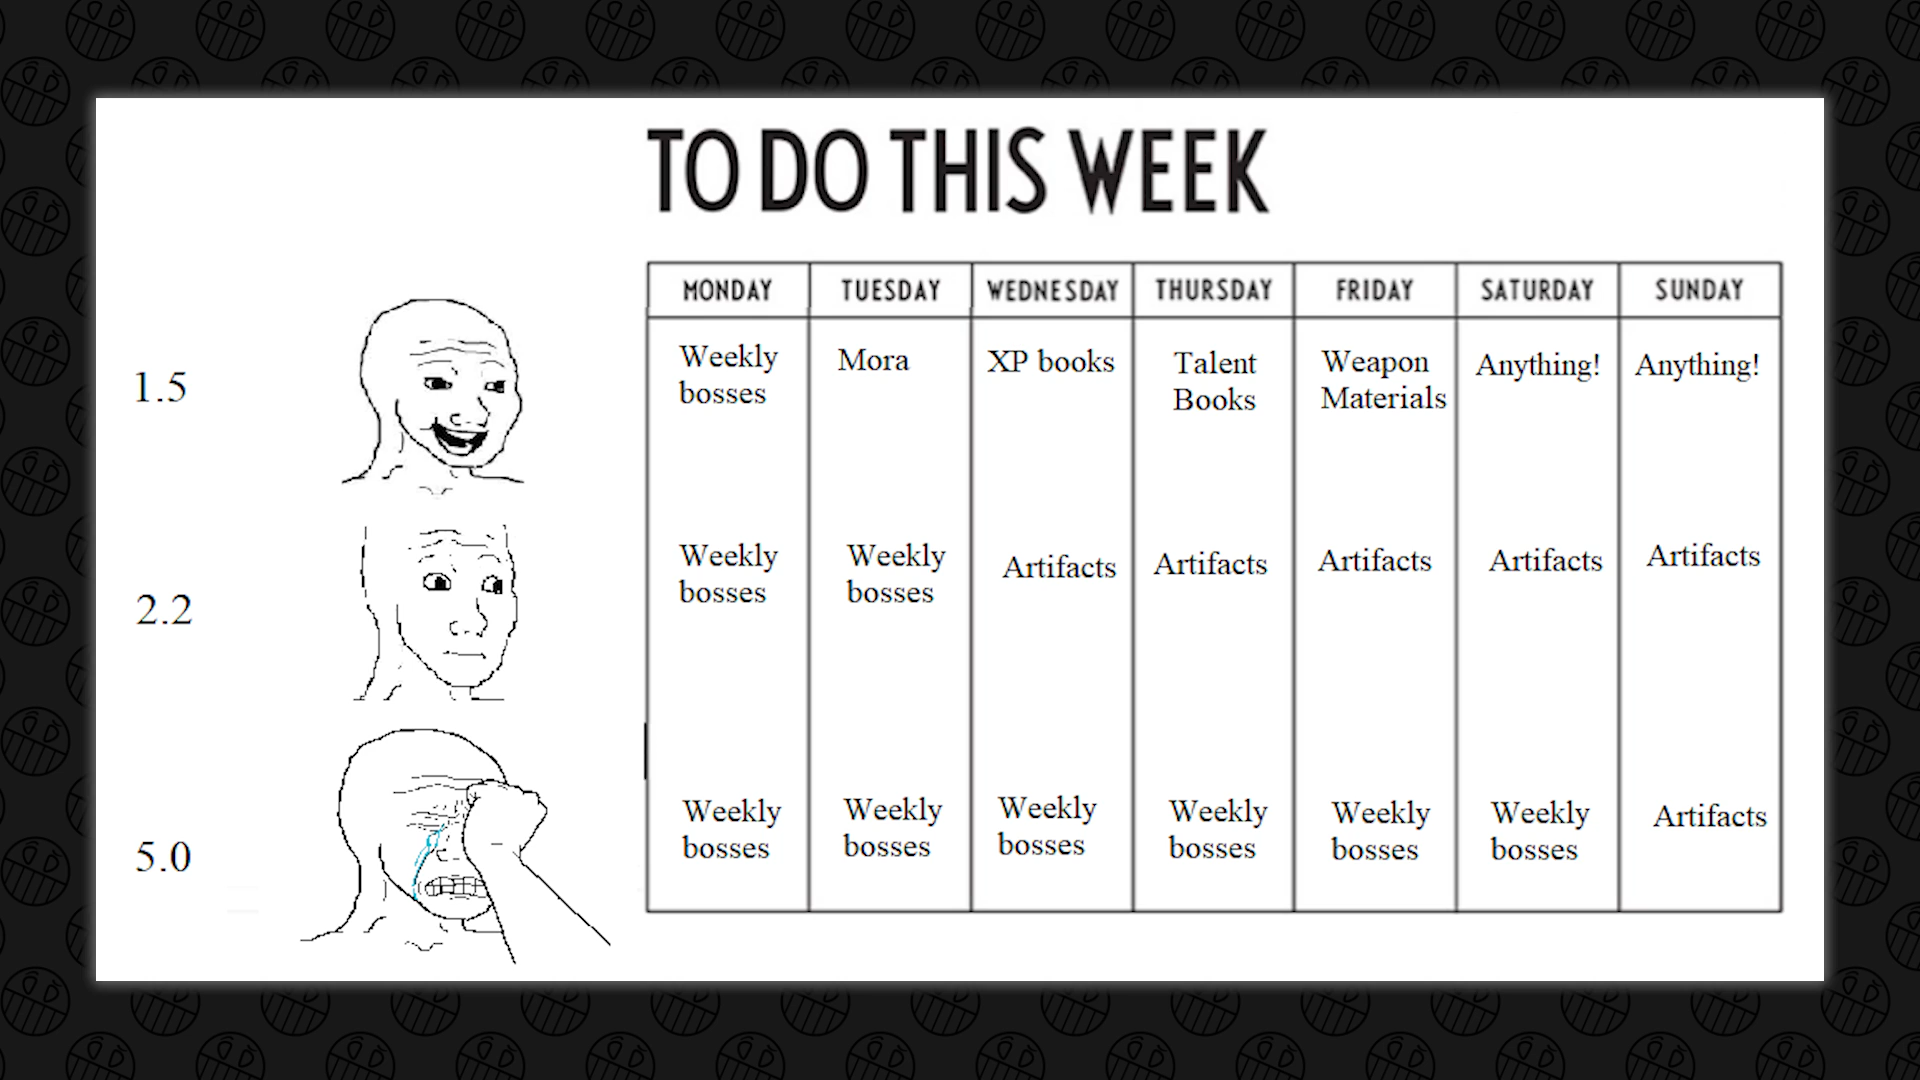 TO DO THIS WEEK
MONDAY TUESDAY WEDNESDAY THURSDAY FRIDAY SATURDAY SUNDAY
1.5
Weekly
bosses
Mora
XP books
Talent
Books
Weapon
Materials
Anything!
Anything!
2.2
Weekly
bosses
Weekly
bosses
Artifacts
Artifacts
Artifacts
Artifacts
Artifacts
5.0
Weekly
bosses
Weekly
bosses
Weekly
bosses
Weekly
bosses
Weekly
bosses
Weekly
bosses
Artifacts